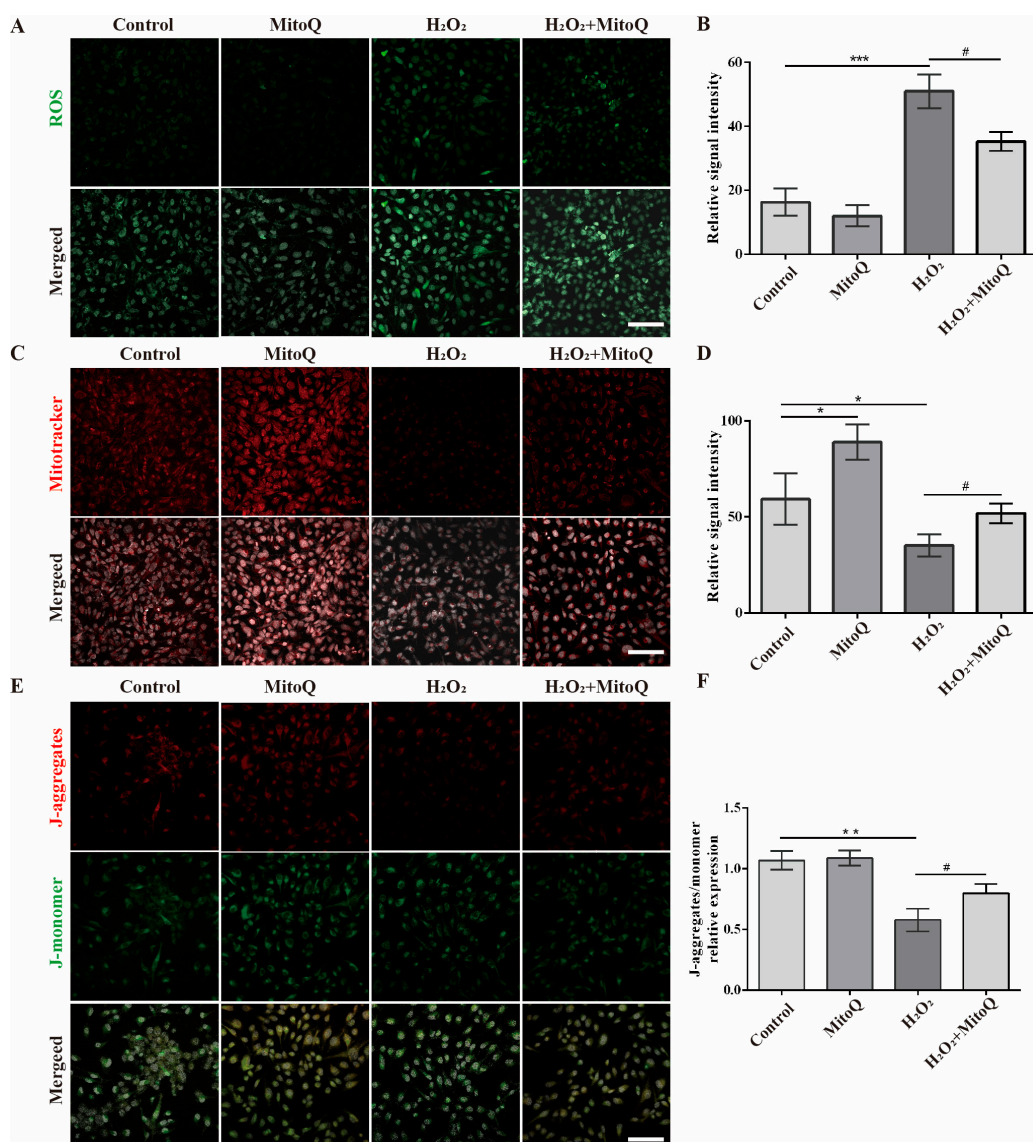 A
Control MitoQ H₂O₂ H₂O₂+MitoQ
ROS
Mergeed
B
Relative signal intensity
60
40
20
0
*** #
Control MitoQ H₂O₂ H₂O₂+MitoQ
C
Control MitoQ H₂O₂ H₂O₂+MitoQ
Mitotracker
Mergeed
D
Relative signal intensity
100
50
0
*
*
#
Control MitoQ H₂O₂ H₂O₂+MitoQ
E
Control MitoQ H₂O₂ H₂O₂+MitoQ
J-aggregates
J-monomer
Mergeed
F
J-aggregates/monomer
relative expression
1.5
1.0
0.5
0.0
* *
#
Control MitoQ H₂O₂ H₂O₂+MitoQ